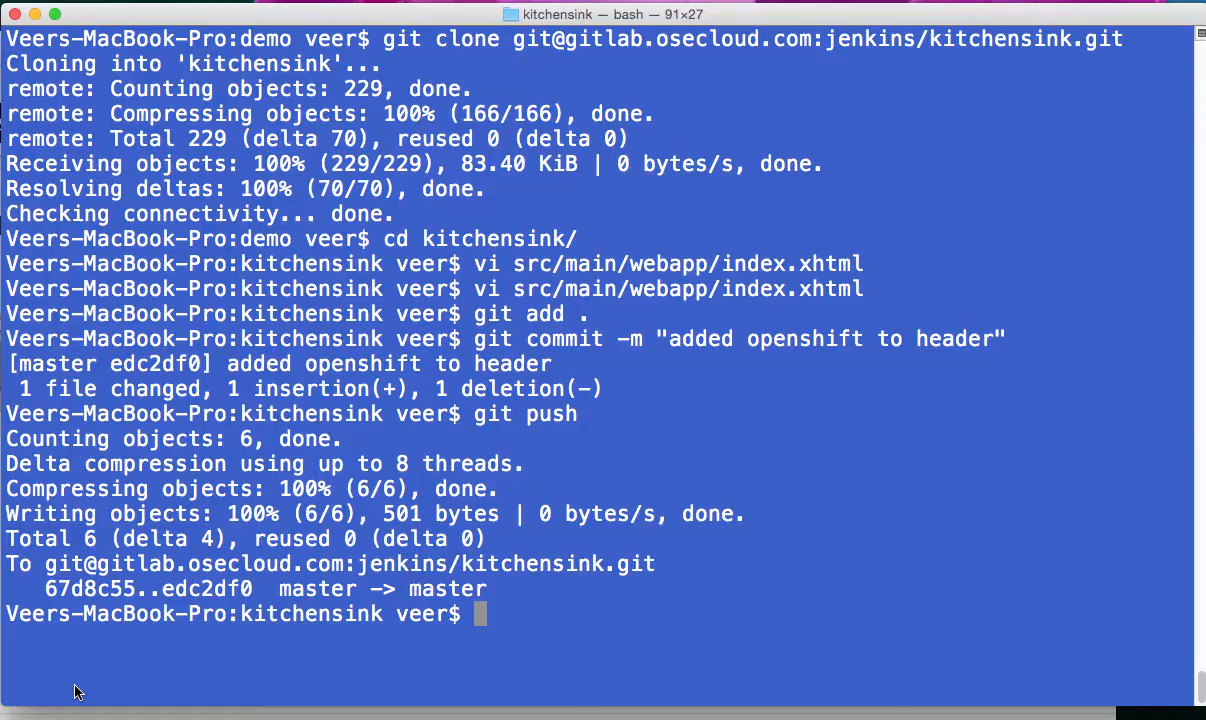 kitchensink — bash — 91×27
Veers-MacBook-Pro:demo veer$ git clone git@gitlab.osecloud.com:jenkins/kitchensink.git
Cloning into 'kitchensink'...
remote: Counting objects: 229, done.
remote: Compressing objects: 100% (166/166), done.
remote: Total 229 (delta 70), reused 0 (delta 0)
Receiving objects: 100% (229/229), 83.40 KiB | 0 bytes/s, done.
Resolving deltas: 100% (70/70), done.
Checking connectivity... done.
Veers-MacBook-Pro:demo veer$ cd kitchensink/
Veers-MacBook-Pro:kitchensink veer$ vi src/main/webapp/index.xhtml
Veers-MacBook-Pro:kitchensink veer$ vi src/main/webapp/index.xhtml
Veers-MacBook-Pro:kitchensink veer$ git add .
Veers-MacBook-Pro:kitchensink veer$ git commit -m "added openshift to header"
[master edc2df0] added openshift to header
 1 file changed, 1 insertion(+), 1 deletion(-)
Veers-MacBook-Pro:kitchensink veer$ git push
Counting objects: 6, done.
Delta compression using up to 8 threads.
Compressing objects: 100% (6/6), done.
Writing objects: 100% (6/6), 501 bytes | 0 bytes/s, done.
Total 6 (delta 4), reused 0 (delta 0)
To git@gitlab.osecloud.com:jenkins/kitchensink.git
   67d8c55..edc2df0  master -> master
Veers-MacBook-Pro:kitchensink veer$